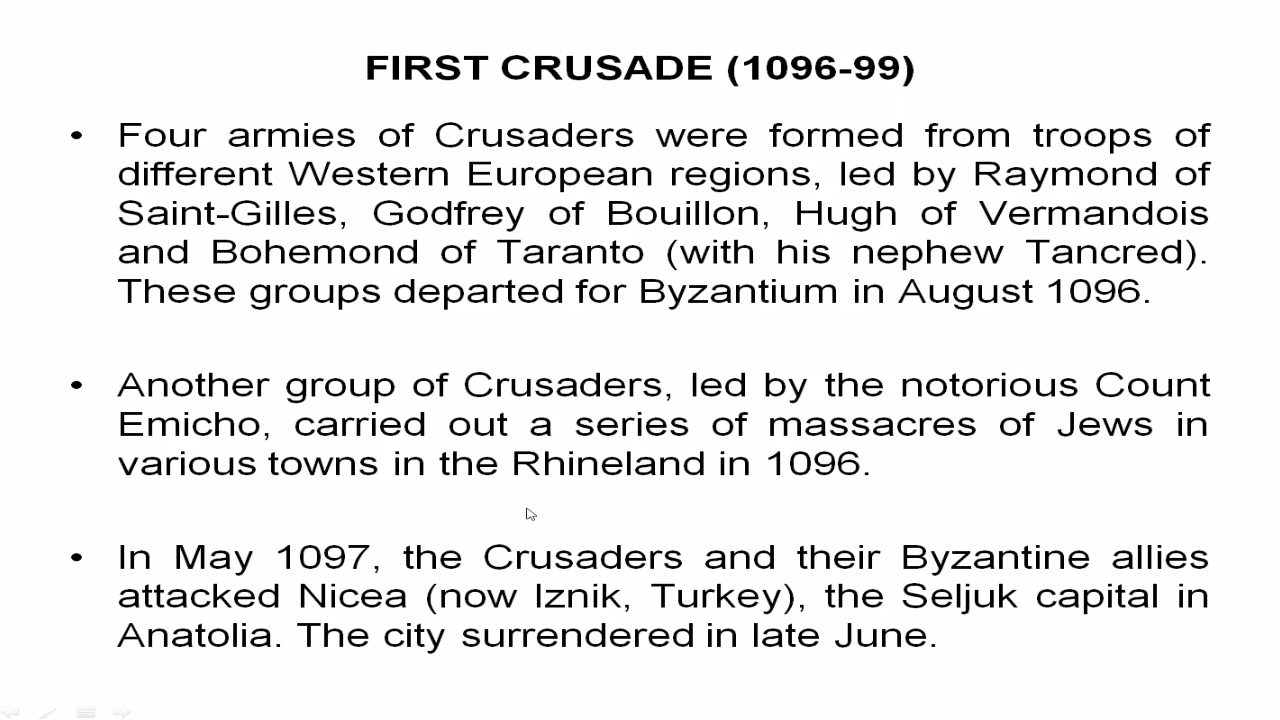 FIRST CRUSADE (1096-99)
• Four armies of Crusaders were formed from troops of
different Western European regions, led by Raymond of
Saint-Gilles, Godfrey of Bouillon, Hugh of Vermandois
and Bohemond of Taranto (with his nephew Tancred).
These groups departed for Byzantium in August 1096.
• Another group of Crusaders, led by the notorious Count
Emicho, carried out a series of massacres of Jews in
various towns in the Rhineland in 1096.
• In May 1097, the Crusaders and their Byzantine allies
attacked Nicea (now Iznik, Turkey), the Seljuk capital in
Anatolia. The city surrendered in late June.